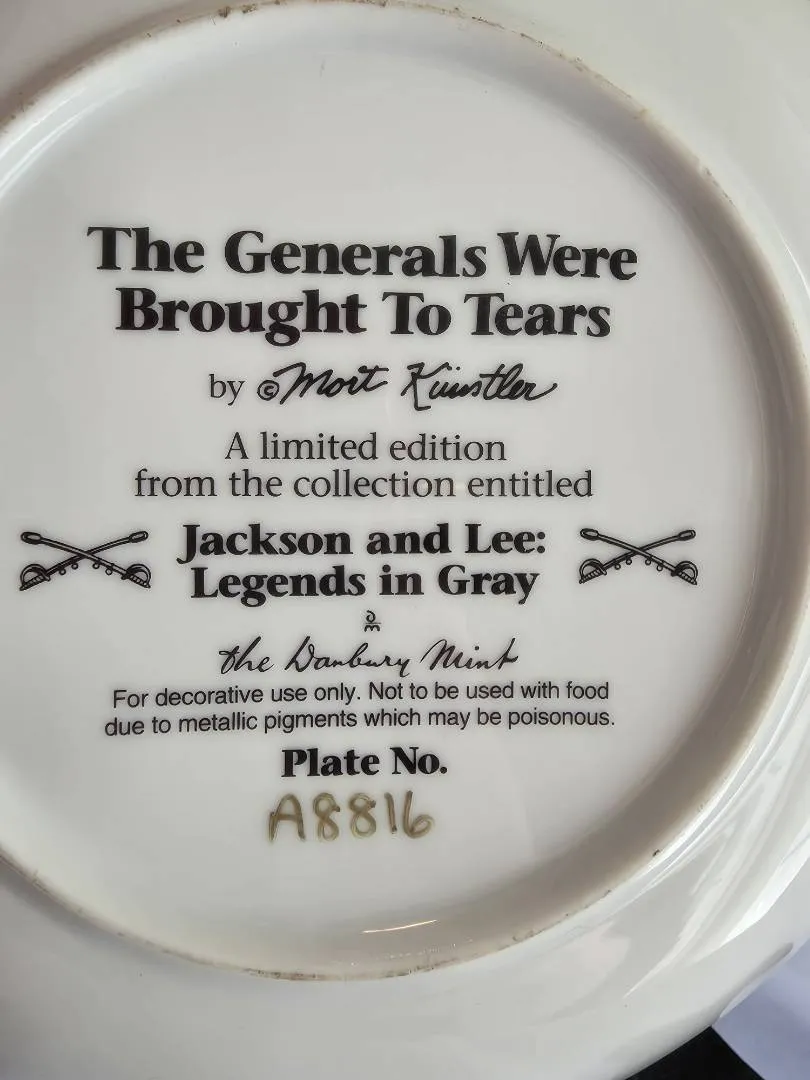 The Generals Were
Brought To Tears
by © Mort Künstler
A limited edition
from the collection entitled
Jackson and Lee:
Legends in Gray
the Danbury Mint
For decorative use only. Not to be used with food
due to metallic pigments which may be poisonous.
Plate No.
A8816